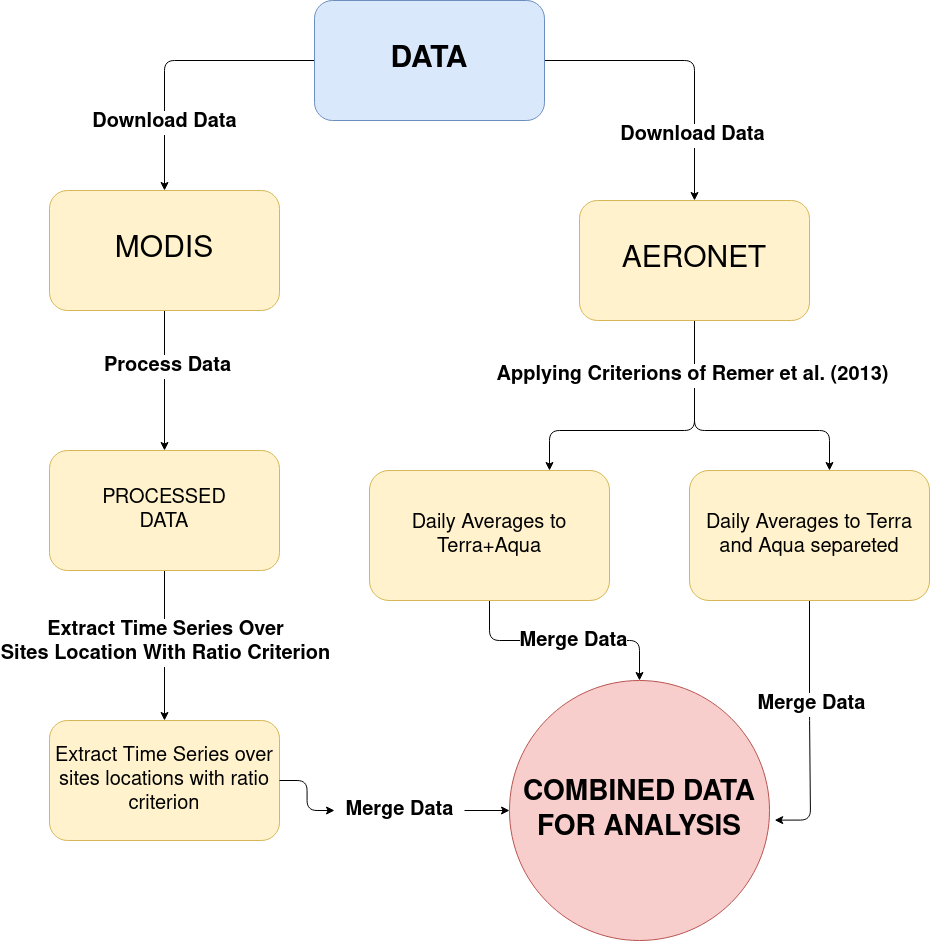 DATA
Download Data
Download Data
MODIS
AERONET
Process Data
Applying Criterions of Remer et al. (2013)
PROCESSED
DATA
Daily Averages to
Terra+Aqua
Daily Averages to Terra
and Aqua separeted
Extract Time Series Over
Sites Location With Ratio Criterion
Merge Data
Merge Data
Extract Time Series over
sites locations with ratio
criterion
Merge Data
COMBINED DATA
FOR ANALYSIS